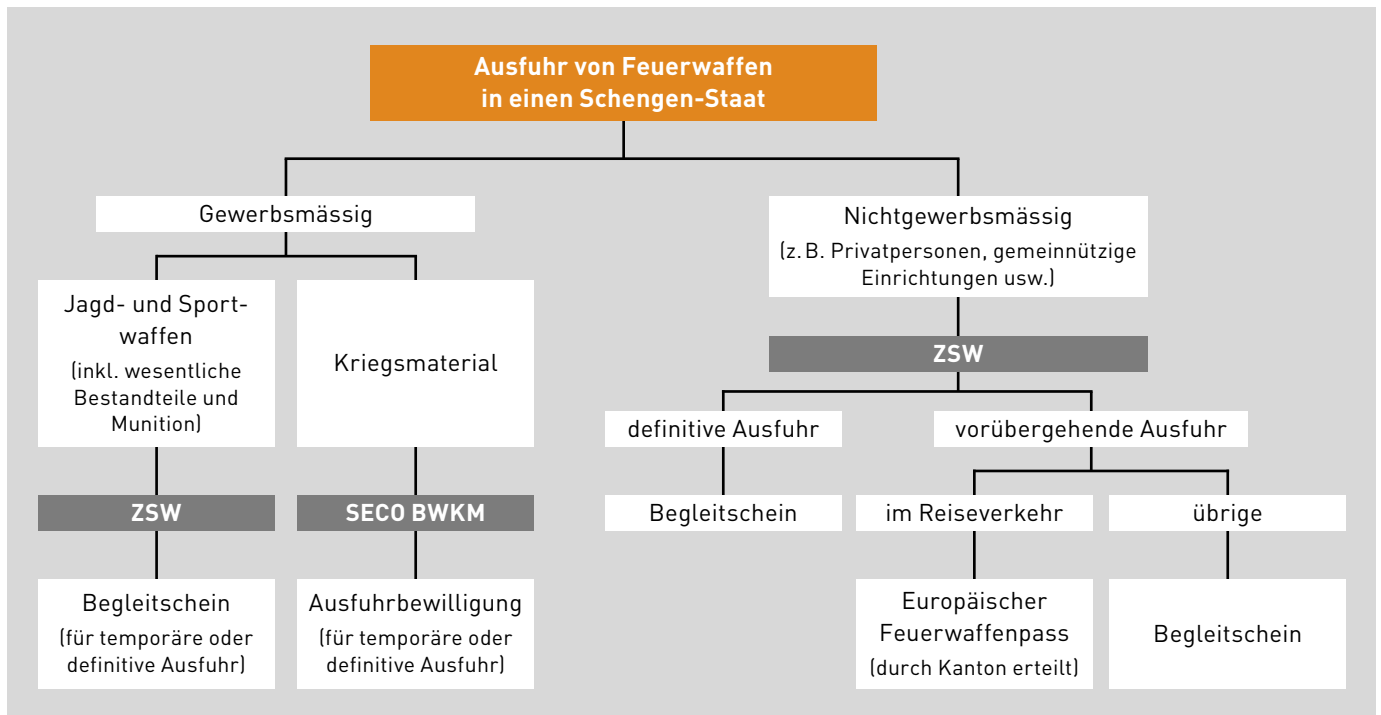 Ausfuhr von Feuerwaffen
in einen Schengen-Staat
Gewerbsmässig
Nichtgewerbsmässig
(z. B. Privatpersonen, gemeinnützige
Einrichtungen usw.)
Jagd- und Sport-
waffen
(inkl. wesentliche
Bestandteile und
Munition)
Kriegsmaterial
ZSW
definitive Ausfuhr
vorübergehende Ausfuhr
ZSW
SECO BWKM
Begleitschein
im Reiseverkehr
übrige
Begleitschein
(für temporäre oder
definitive Ausfuhr)
Ausfuhrbewilligung
(für temporäre oder
definitive Ausfuhr)
Europäischer
Feuerwaffenpass
(durch Kanton erteilt)
Begleitschein